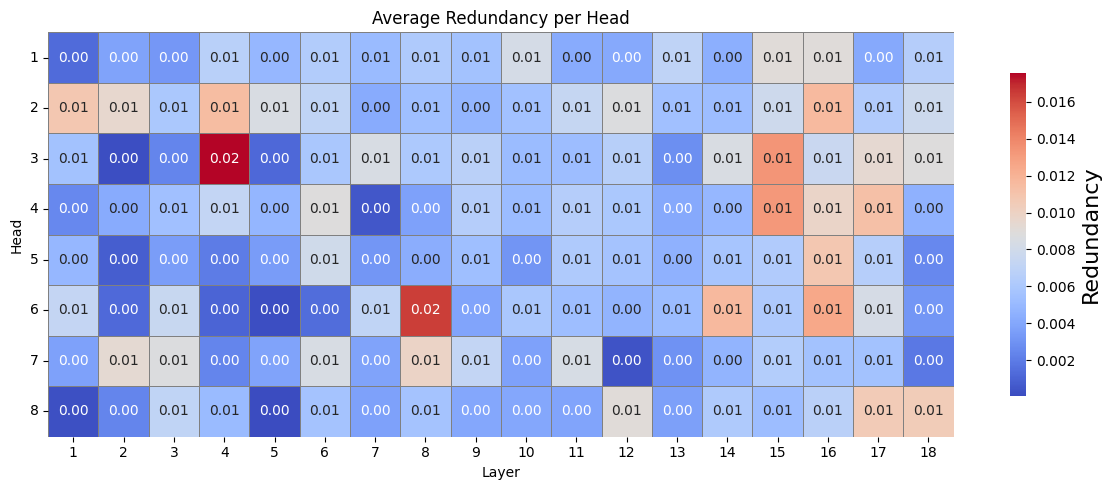 Average Redundancy per Head
1 0.00 0.00 0.00 0.01 0.00 0.01 0.01 0.01 0.01 0.01 0.00 0.00 0.01 0.00 0.01 0.01 0.00 0.01
2 0.01 0.01 0.01 0.01 0.01 0.01 0.00 0.01 0.00 0.01 0.01 0.01 0.01 0.01 0.01 0.01 0.01 0.01
3 0.01 0.00 0.00 0.02 0.00 0.01 0.01 0.01 0.01 0.01 0.01 0.01 0.00 0.01 0.01 0.01 0.01 0.01
4 0.00 0.00 0.01 0.01 0.00 0.01 0.00 0.00 0.01 0.01 0.01 0.01 0.00 0.00 0.01 0.01 0.01 0.00
5 0.00 0.00 0.00 0.00 0.00 0.01 0.00 0.00 0.01 0.00 0.01 0.01 0.00 0.01 0.01 0.01 0.01 0.00
6 0.01 0.00 0.01 0.00 0.00 0.00 0.01 0.02 0.00 0.01 0.01 0.00 0.01 0.01 0.01 0.01 0.01 0.00
7 0.00 0.01 0.01 0.00 0.00 0.01 0.00 0.01 0.01 0.00 0.01 0.00 0.00 0.00 0.01 0.01 0.01 0.00
8 0.00 0.00 0.01 0.01 0.00 0.01 0.00 0.01 0.00 0.00 0.00 0.01 0.00 0.01 0.01 0.01 0.01 0.01
1 2 3 4 5 6 7 8 9 10 11 12 13 14 15 16 17 18
Layer
Head
0.016
0.014
0.012
0.010
0.008
0.006
0.004
0.002
Redundancy